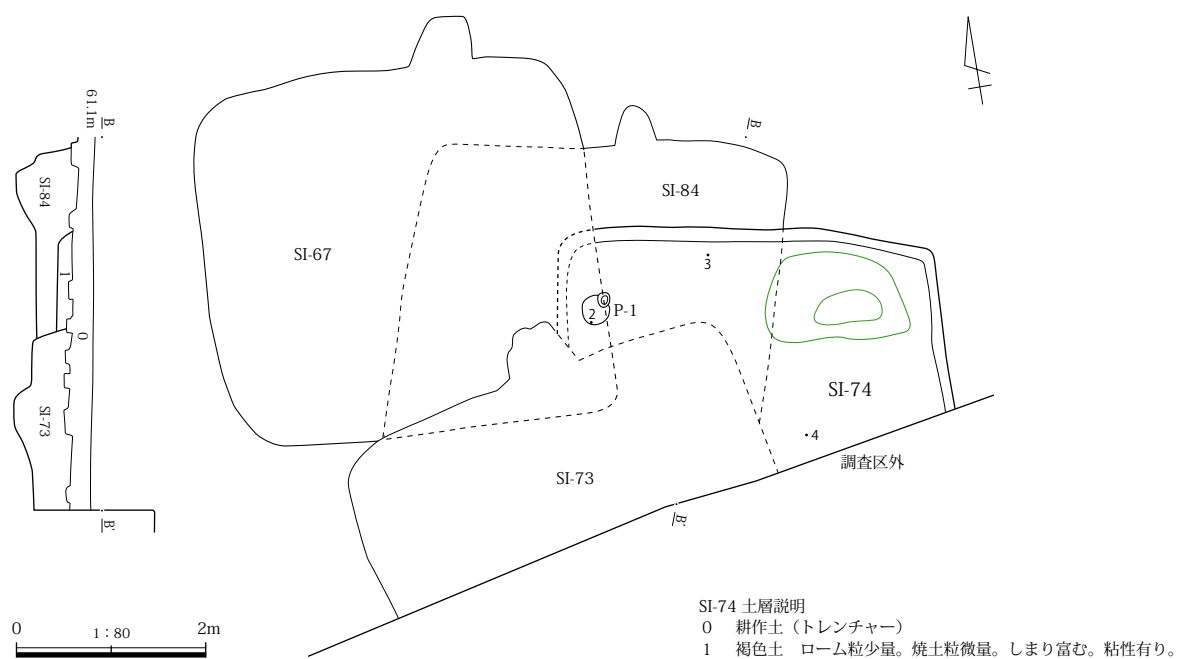 61.1m
B
SI-84
1
0
SI-73
B'
SI-67
SI-84
B
3
2
P-1
SI-74
4
調査区外
SI-73
B'
0
1：80
2m
SI-74 土層説明
0 耕作土（トレンチャー）
1 褐色土 ローム粒少量。焼土粒微量。しまり富む。粘性有り。